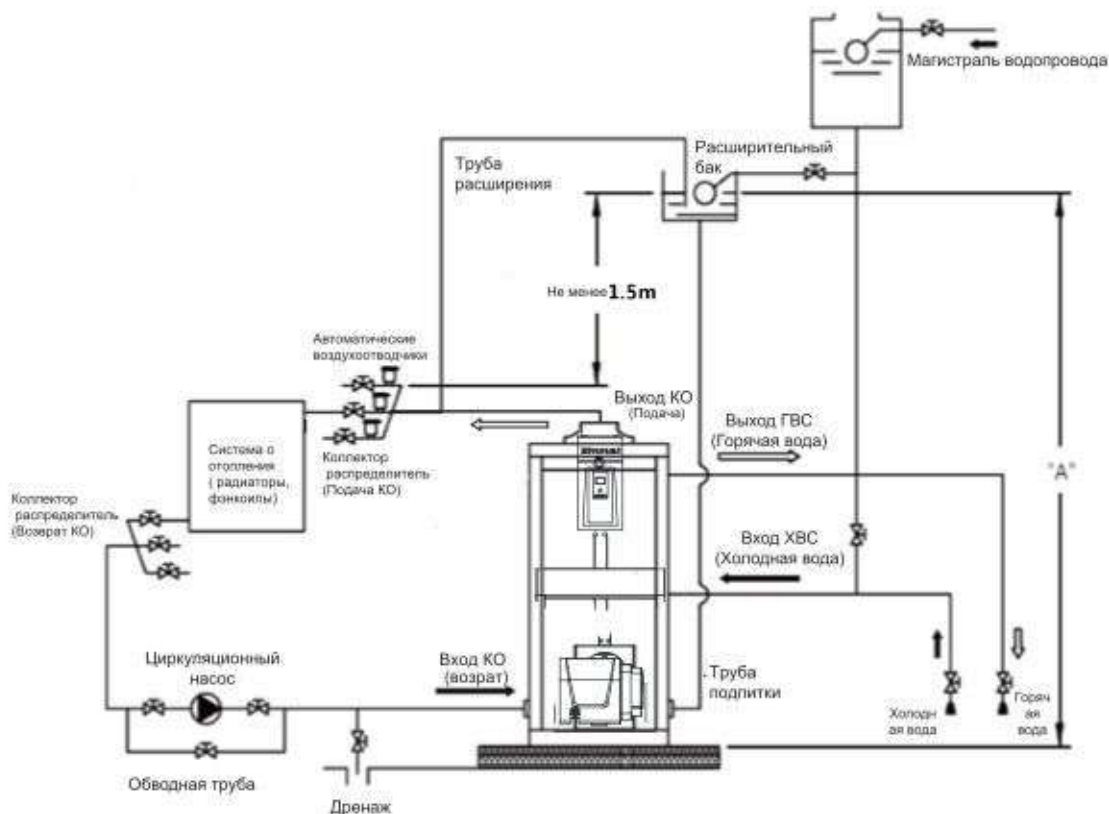 Магистраль водопровода
Расширительный
бак
Труба
расширения
Не менее 1.5m
Автоматические
воздухоотводчики
Выход КО
(Подача)
Выход ГВС
(Горячая вода)
"А"
Система о
отопления
( радиаторы,
фэнкоилы)
Коллектор
распределитель
(Подача КО)
Коллектор
распределитель
(Возврат КО)
Вход ХВС
(Холодная вода)
Циркуляционный
насос
Вход КО
(возрат)
Труба
подпитки
Холодн
ая вода
Горяч
ая
вода
Обводная труба
Дренаж